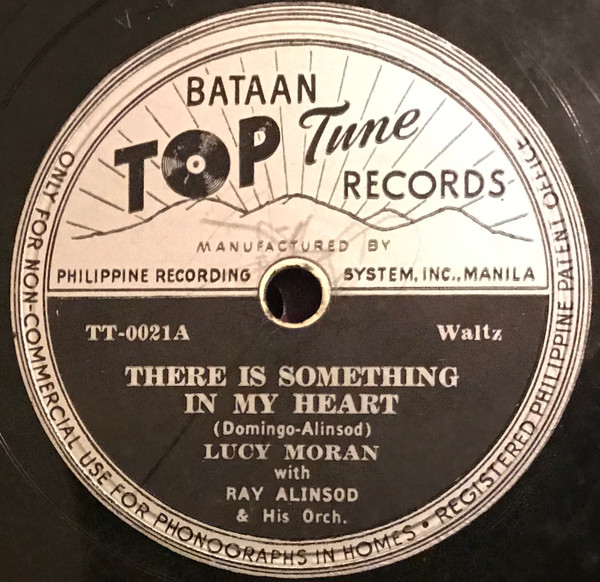 BATAAN
TOP Tune
RECORDS
MANUFACTURED BY
PHILIPPINE RECORDING SYSTEM, INC., MANILA
TT-0021A Waltz
THERE IS SOMETHING
IN MY HEART
(Domingo-Alinsod)
LUCY MORAN
with
RAY ALINSOD
& His Orch.
ONLY FOR NON-COMMERCIAL USE FOR PHONOGRAPHS IN HOMES • REGISTERED PHILIPPINE PATENT OFFICE